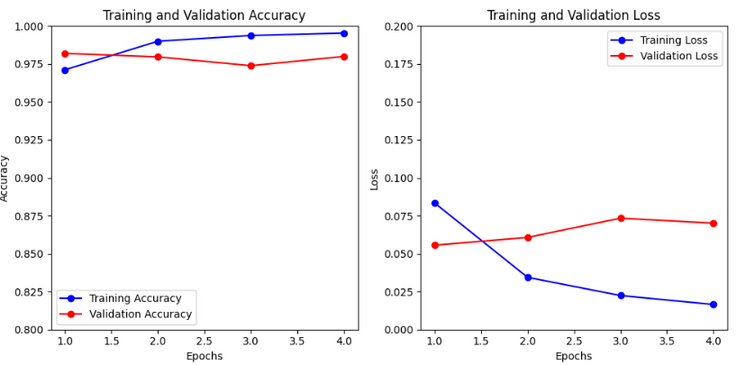 Training and Validation Accuracy
1.000
0.975
0.950
0.925
0.900
0.875
0.850
0.825
0.800
Accuracy
Training Accuracy
Validation Accuracy
1.0 1.5 2.0 2.5 3.0 3.5 4.0
Epochs
Training and Validation Loss
0.200
0.175
0.150
0.125
0.100
0.075
0.050
0.025
0.000
Loss
Training Loss
Validation Loss
1.0 1.5 2.0 2.5 3.0 3.5 4.0
Epochs